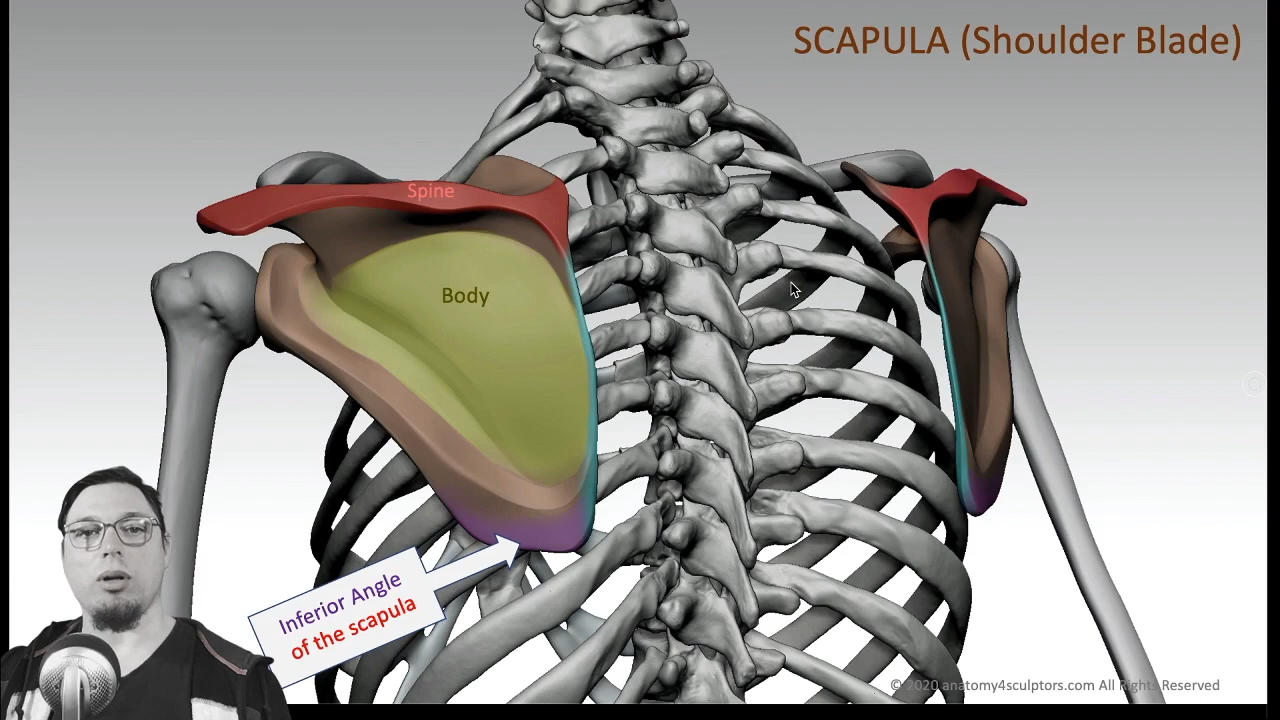 SCAPULA (Shoulder Blade)
Spine
Body
Inferior Angle
of the scapula
© 2020 anatomy4sculptors.com All Rights Reserved